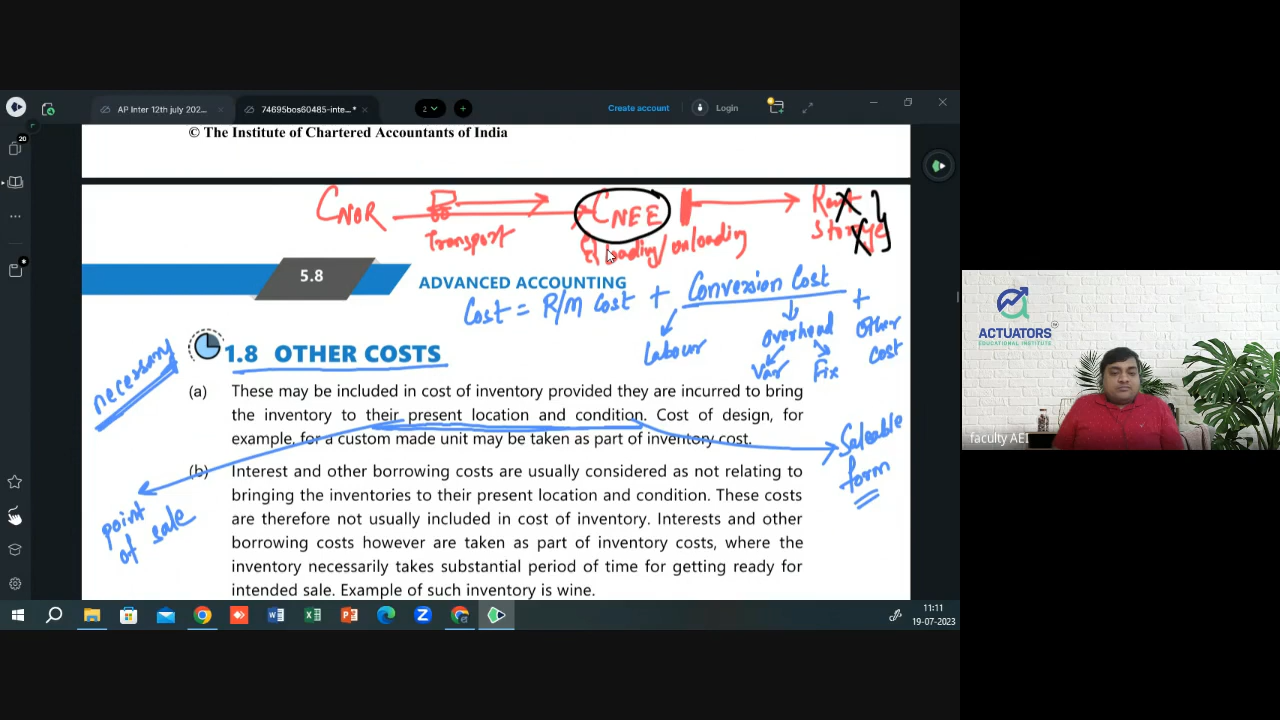 AP Inter 12th july 202...
74695bos60485-inte...*
2
Create account
Login
20
© The Institute of Chartered Accountants of India
CNOR
Transport
CNEE
loading/unloading
Rent
Storage
5.8
ADVANCED ACCOUNTING
Cost = R/M Cost + Conversion Cost + Other Cost
Labour
Overhead
Var
Fix
necessary
1.8 OTHER COSTS
(a) These may be included in cost of inventory provided they are incurred to bring
the inventory to their present location and condition. Cost of design, for
example, for a custom made unit may be taken as part of inventory cost.
Saleable
form
(b) Interest and other borrowing costs are usually considered as not relating to
bringing the inventories to their present location and condition. These costs
are therefore not usually included in cost of inventory. Interests and other
borrowing costs however are taken as part of inventory costs, where the
inventory necessarily takes substantial period of time for getting ready for
intended sale. Example of such inventory is wine.
point
of sale
ACTUATORS
EDUCATIONAL INSTITUTE
faculty AEI
11:11
19-07-2023